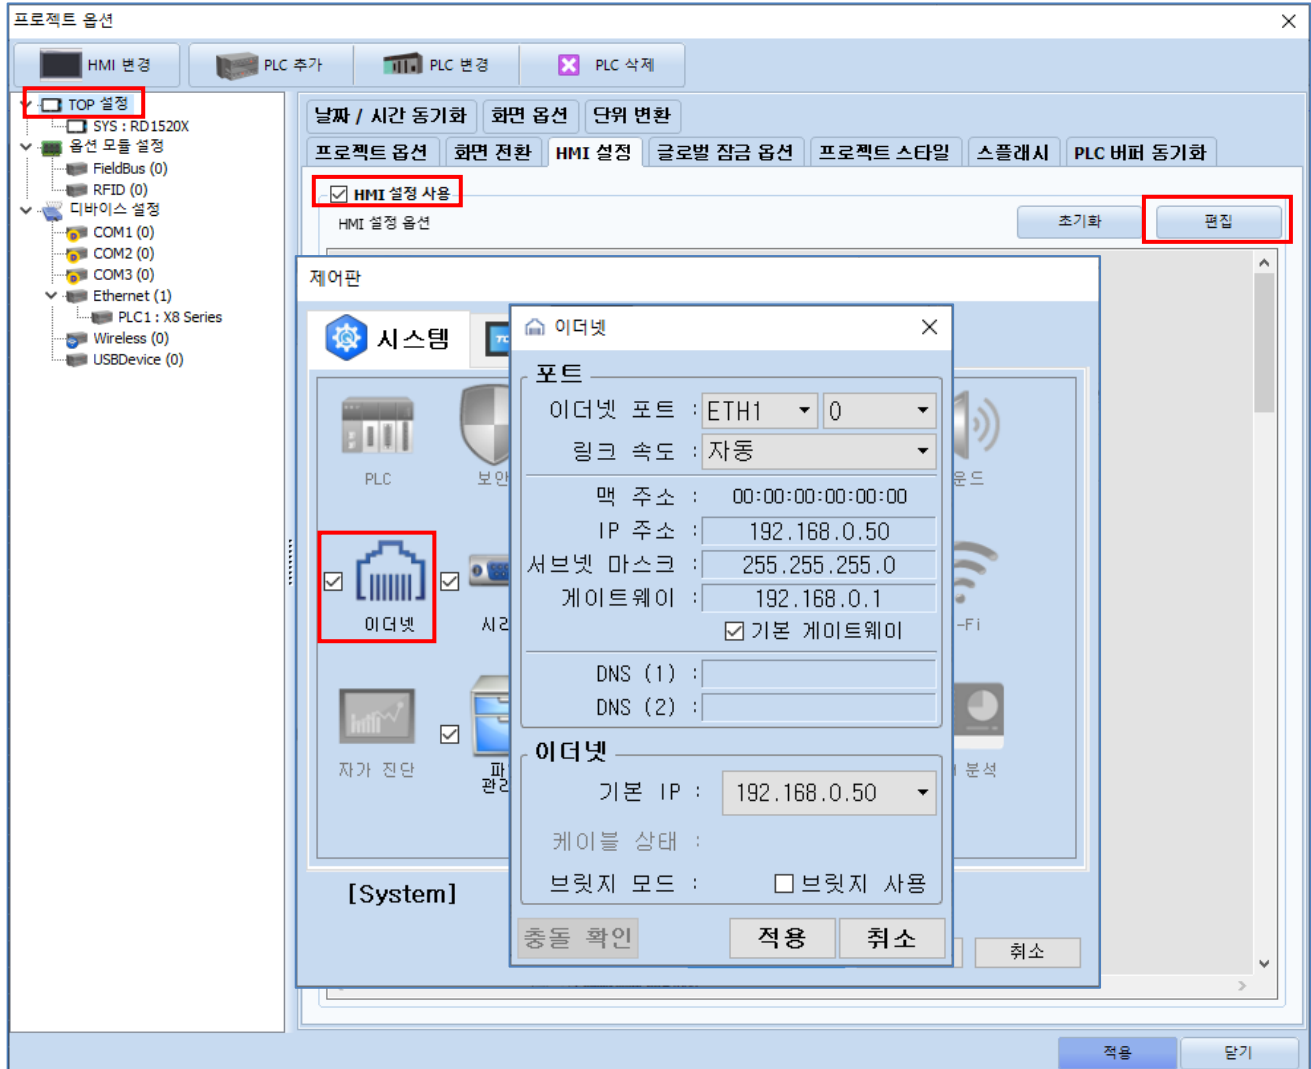 프로젝트 옵션
HMI 변경
PLC 추가
PLC 변경
PLC 삭제
TOP 설정
SYS : RD1520X
옵션 모듈 설정
FieldBus (0)
RFID (0)
디바이스 설정
COM1 (0)
COM2 (0)
COM3 (0)
Ethernet (1)
PLC1 : X8 Series
Wireless (0)
USBDevice (0)
날짜 / 시간 동기화 화면 옵션 단위 변환
프로젝트 옵션 화면 전환 HMI 설정 글로벌 잠금 옵션 프로젝트 스타일 스플래시 PLC 버퍼 동기화
HMI 설정 사용
HMI 설정 옵션
초기화
편집
제어판
시스템
PLC
보안
운드
이더넷
시리
-Fi
자가 진단
파
관리
분석
[System]
취소
이더넷
포트
이더넷 포트 : ETH1 0
링크 속도 : 자동
맥 주소 : 00:00:00:00:00:00
IP 주소 : 192.168.0.50
서브넷 마스크 : 255.255.255.0
게이트웨이 : 192.168.0.1
기본 게이트웨이
DNS (1) :
DNS (2) :
이더넷
기본 IP : 192.168.0.50
케이블 상태 :
브릿지 모드 : 브릿지 사용
충돌 확인
적용
취소
적용
닫기